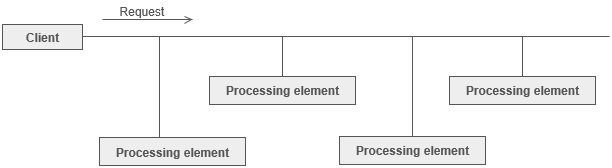 Request
Client
Processing element
Processing element
Processing element
Processing element